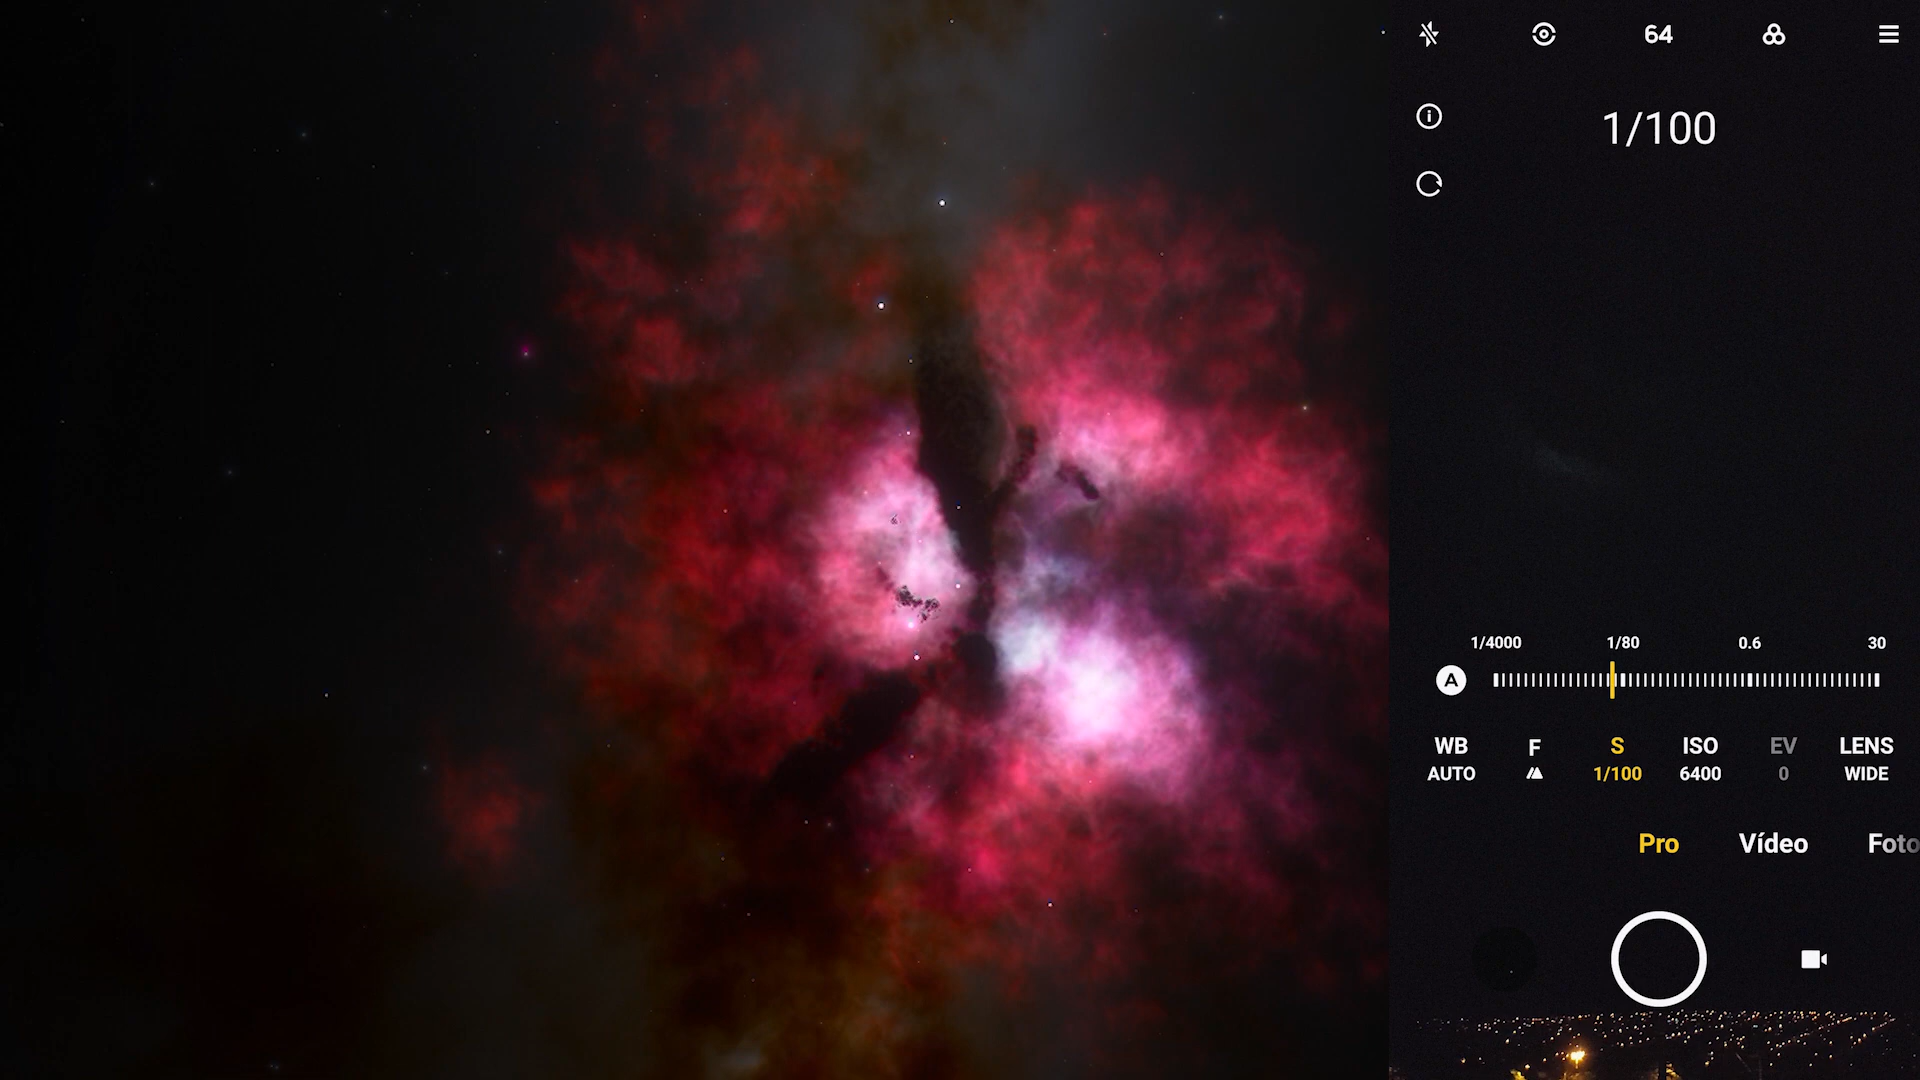 64
1/100
1/4000 1/80 0.6 30
A
WB F S ISO EV LENS
AUTO 1/100 6400 0 WIDE
Pro Vídeo Foto